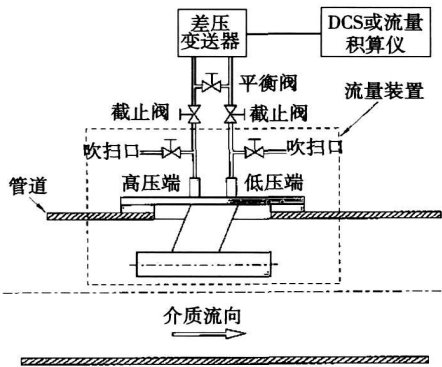 差压
变送器
DCS或流量
积算仪
平衡阀
截止阀
截止阀
流量装置
吹扫口
吹扫口
高压端
低压端
管道
介质流向